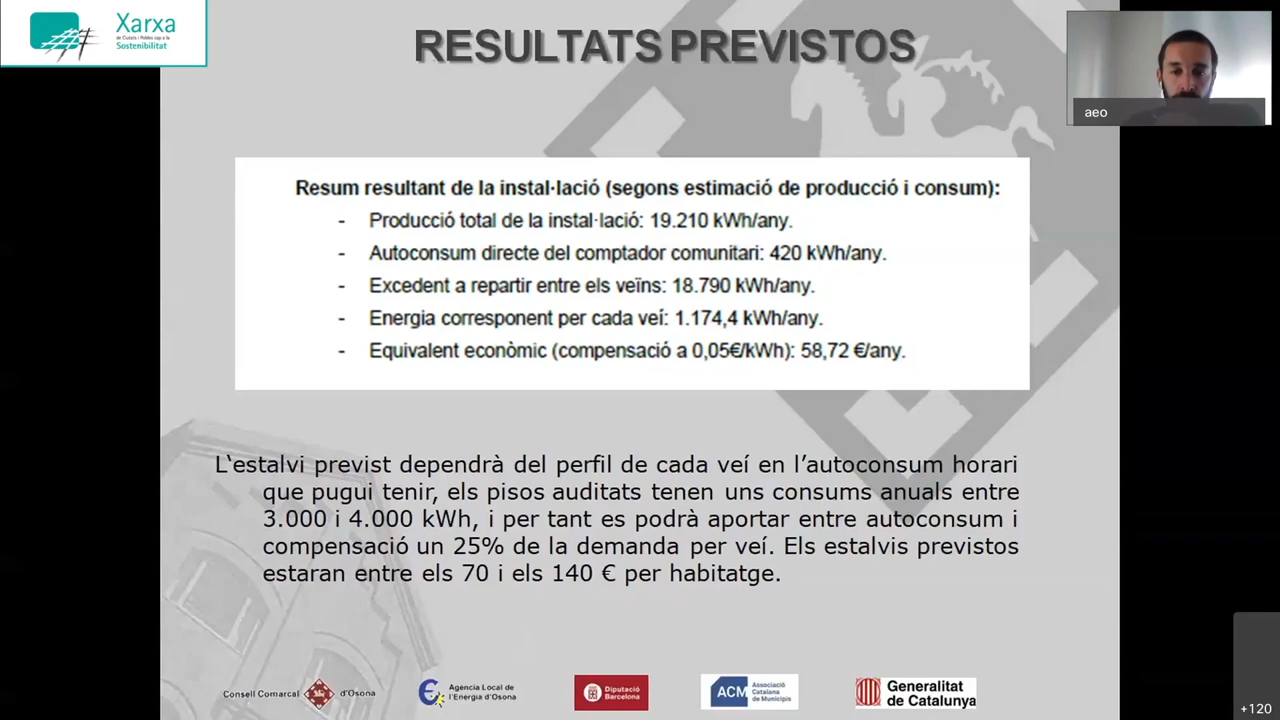 Xarxa
de Ciutats i Pobles cap a la
Sostenibilitat
RESULTATS PREVISTOS
aeo
Resum resultant de la instal·lació (segons estimació de producció i consum):
- Producció total de la instal·lació: 19.210 kWh/any.
- Autoconsum directe del comptador comunitari: 420 kWh/any.
- Excedent a repartir entre els veïns: 18.790 kWh/any.
- Energia corresponent per cada veí: 1.174,4 kWh/any.
- Equivalent econòmic (compensació a 0,05€/kWh): 58,72 €/any.
L‘estalvi previst dependrà del perfil de cada veí en l’autoconsum horari
que pugui tenir, els pisos auditats tenen uns consums anuals entre
3.000 i 4.000 kWh, i per tant es podrà aportar entre autoconsum i
compensació un 25% de la demanda per veí. Els estalvis previstos
estaran entre els 70 i els 140 € per habitatge.
Consell Comarcal d'Osona
Agència Local de
l'Energia d'Osona
Diputació
Barcelona
ACM
Associació
Catalana
de Municipis
Generalitat
de Catalunya
+120